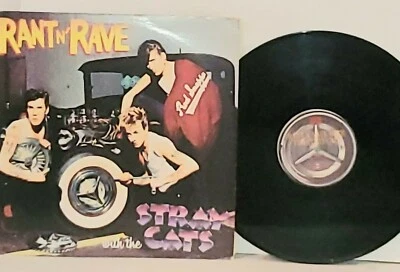 RANT N' RAVE
with the
STRAY
CATS